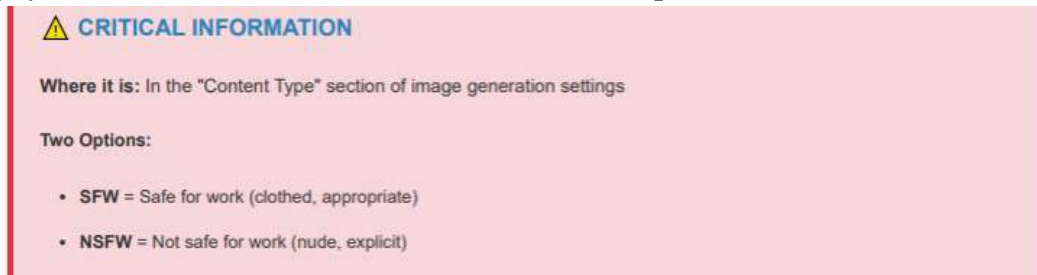 CRITICAL INFORMATION
Where it is: In the "Content Type" section of image generation settings
Two Options:
• SFW = Safe for work (clothed, appropriate)
• NSFW = Not safe for work (nude, explicit)